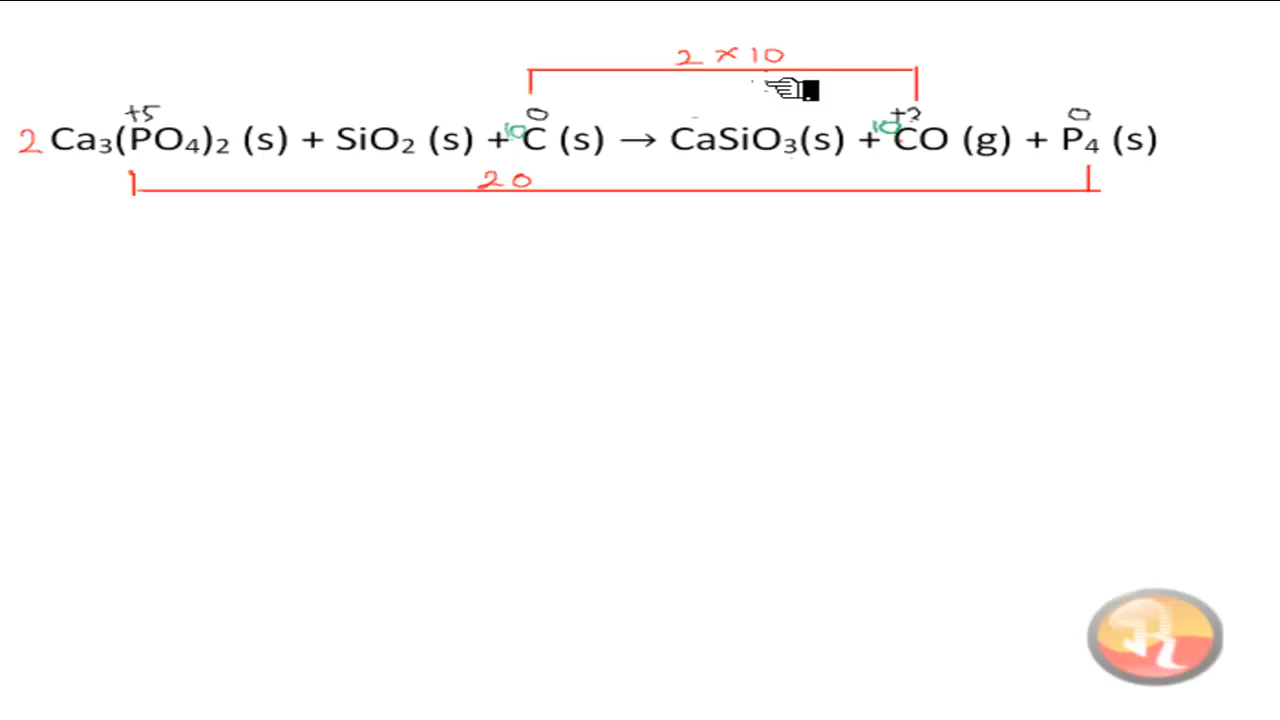 2 × 10
+5 0 +2 0
2 Ca₃(PO₄)₂ (s) + SiO₂ (s) + 10 C (s) → CaSiO₃(s) + 10 CO (g) + P₄ (s)
20